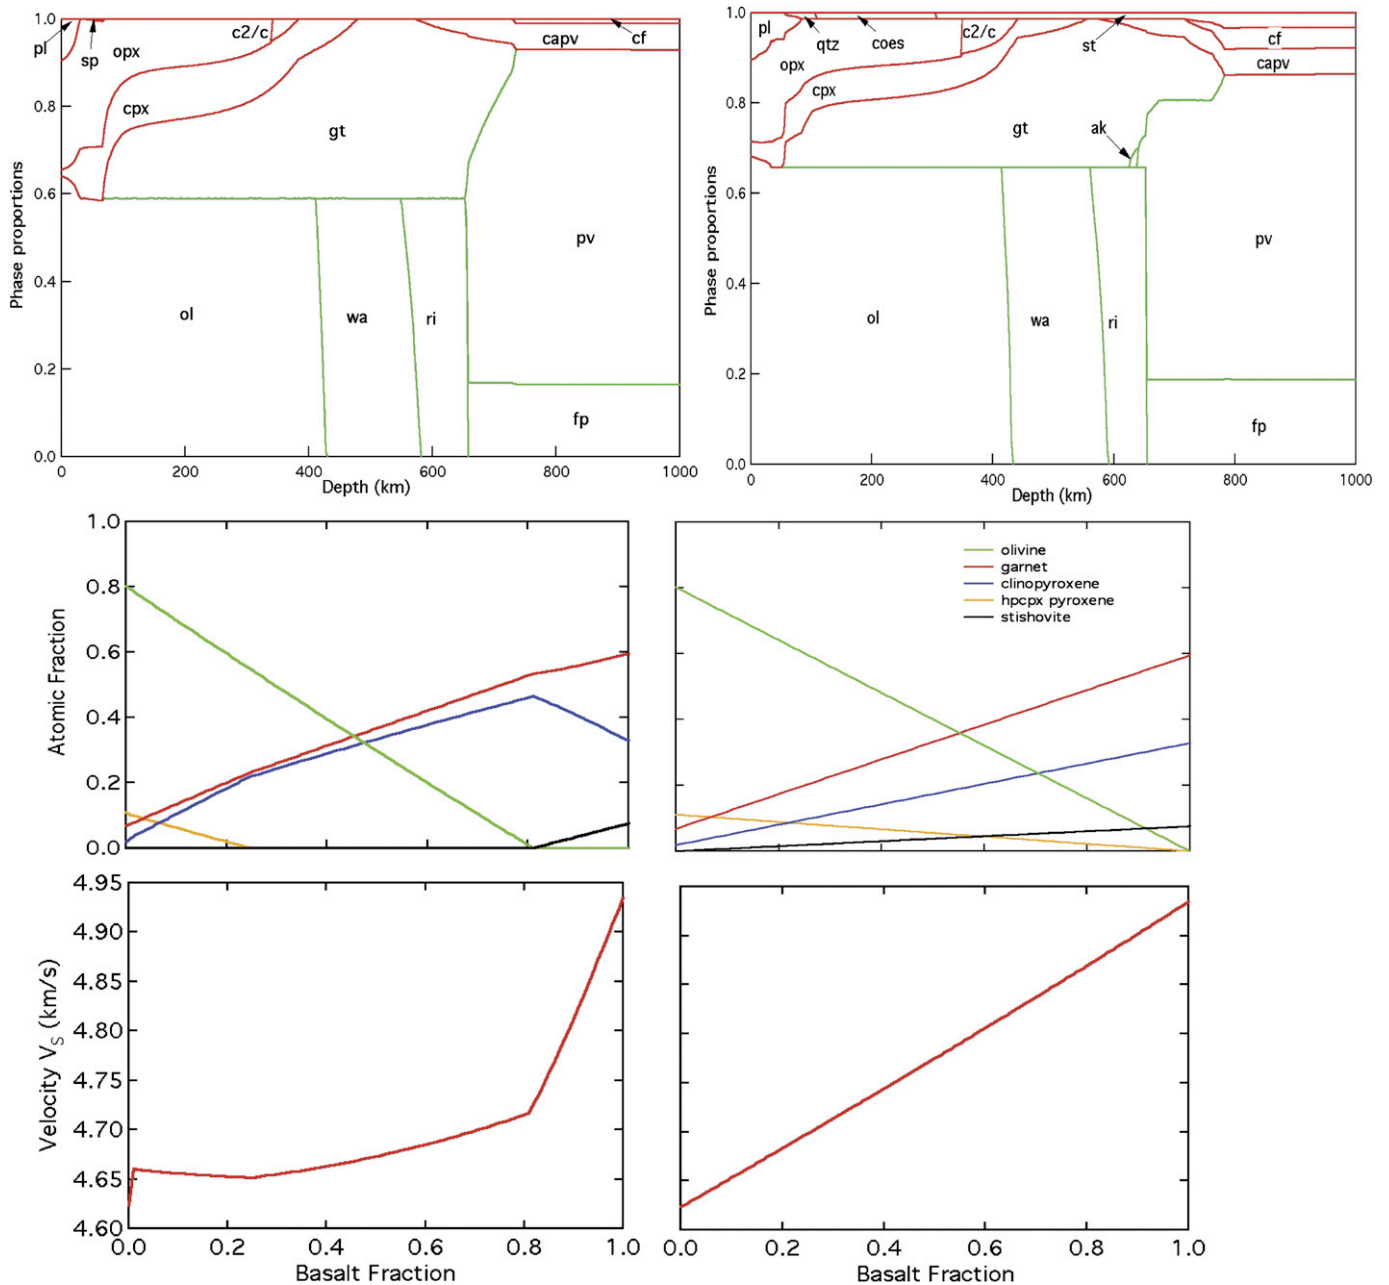 1.0
0.8
0.6
0.4
0.2
0.0
Phase proportions
pl
sp
opx
c2/c
capv
cf
cpx
gt
pv
ol
wa
ri
fp
0 200 400 600 800 1000
Depth (km)
1.0
0.8
0.6
0.4
0.2
0.0
Phase proportions
pl
qtz
coes
c2/c
st
cf
capv
opx
cpx
gt
ak
pv
ol
wa
ri
fp
0 200 400 600 800 1000
Depth (km)
1.0
0.8
0.6
0.4
0.2
0.0
Atomic Fraction
olivine
garnet
clinopyroxene
hpcpx pyroxene
stishovite
4.95
4.90
4.85
4.80
4.75
4.70
4.65
4.60
Velocity VS (km/s)
0.0 0.2 0.4 0.6 0.8 1.0
Basalt Fraction
0.0 0.2 0.4 0.6 0.8 1.0
Basalt Fraction